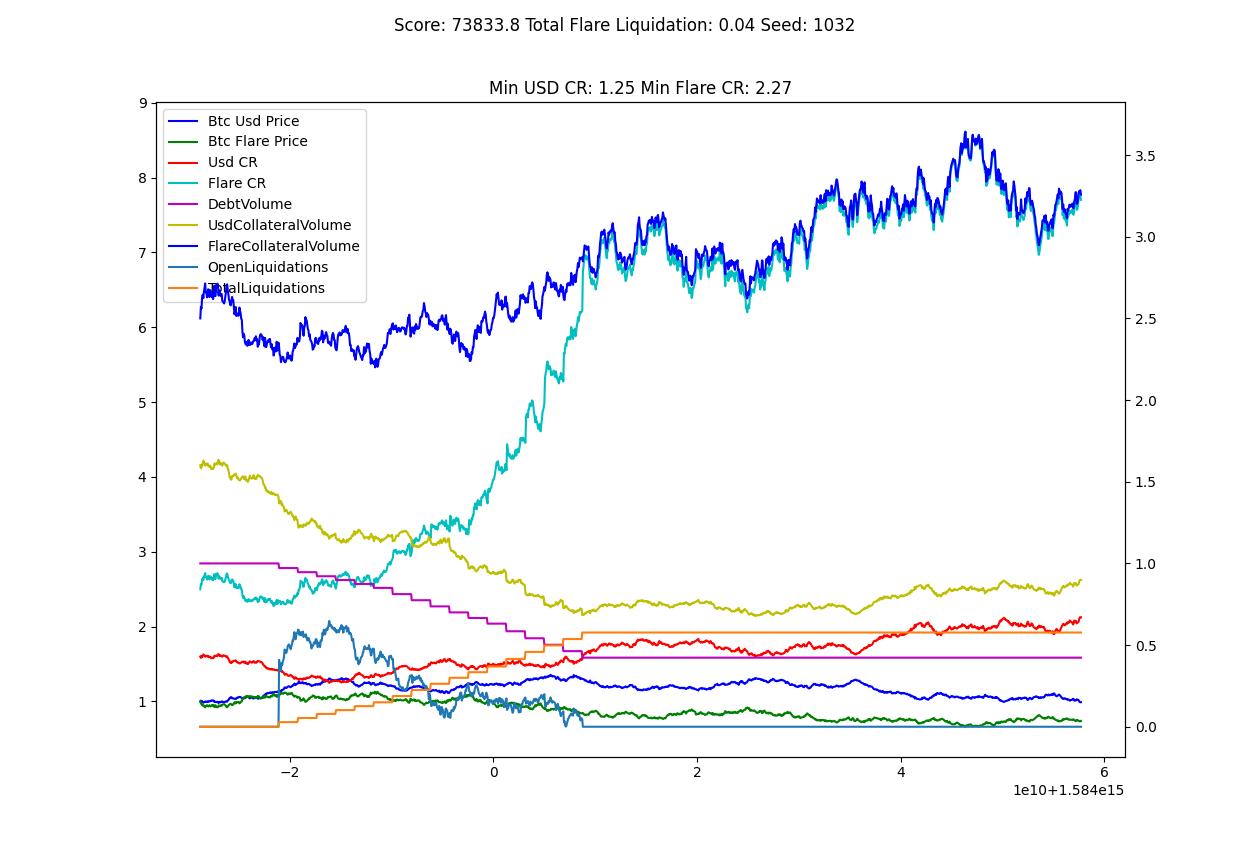 Score: 73833.8 Total Flare Liquidation: 0.04 Seed: 1032
Min USD CR: 1.25 Min Flare CR: 2.27
Btc Usd Price
Btc Flare Price
Usd CR
Flare CR
DebtVolume
UsdCollateralVolume
FlareCollateralVolume
OpenLiquidations
TotalLiquidations
9
8
7
6
5
4
3
2
1
3.5
3.0
2.5
2.0
1.5
1.0
0.5
0.0
−2 0 2 4 6
1e10+1.584e15